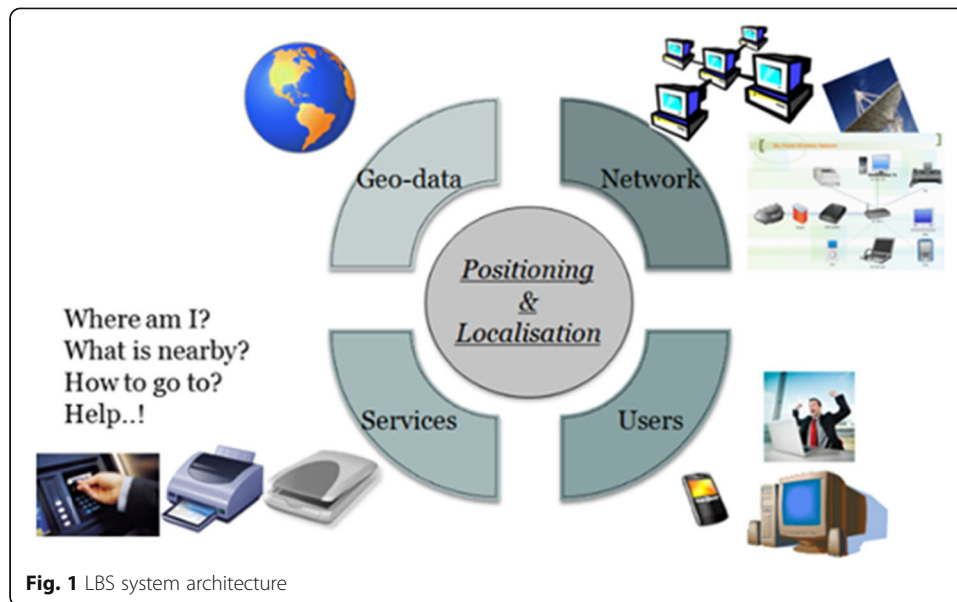 Geo-data
Network
Positioning
&
Localisation
Where am I?
What is nearby?
How to go to?
Help..!
Services
Users
Fig. 1 LBS system architecture